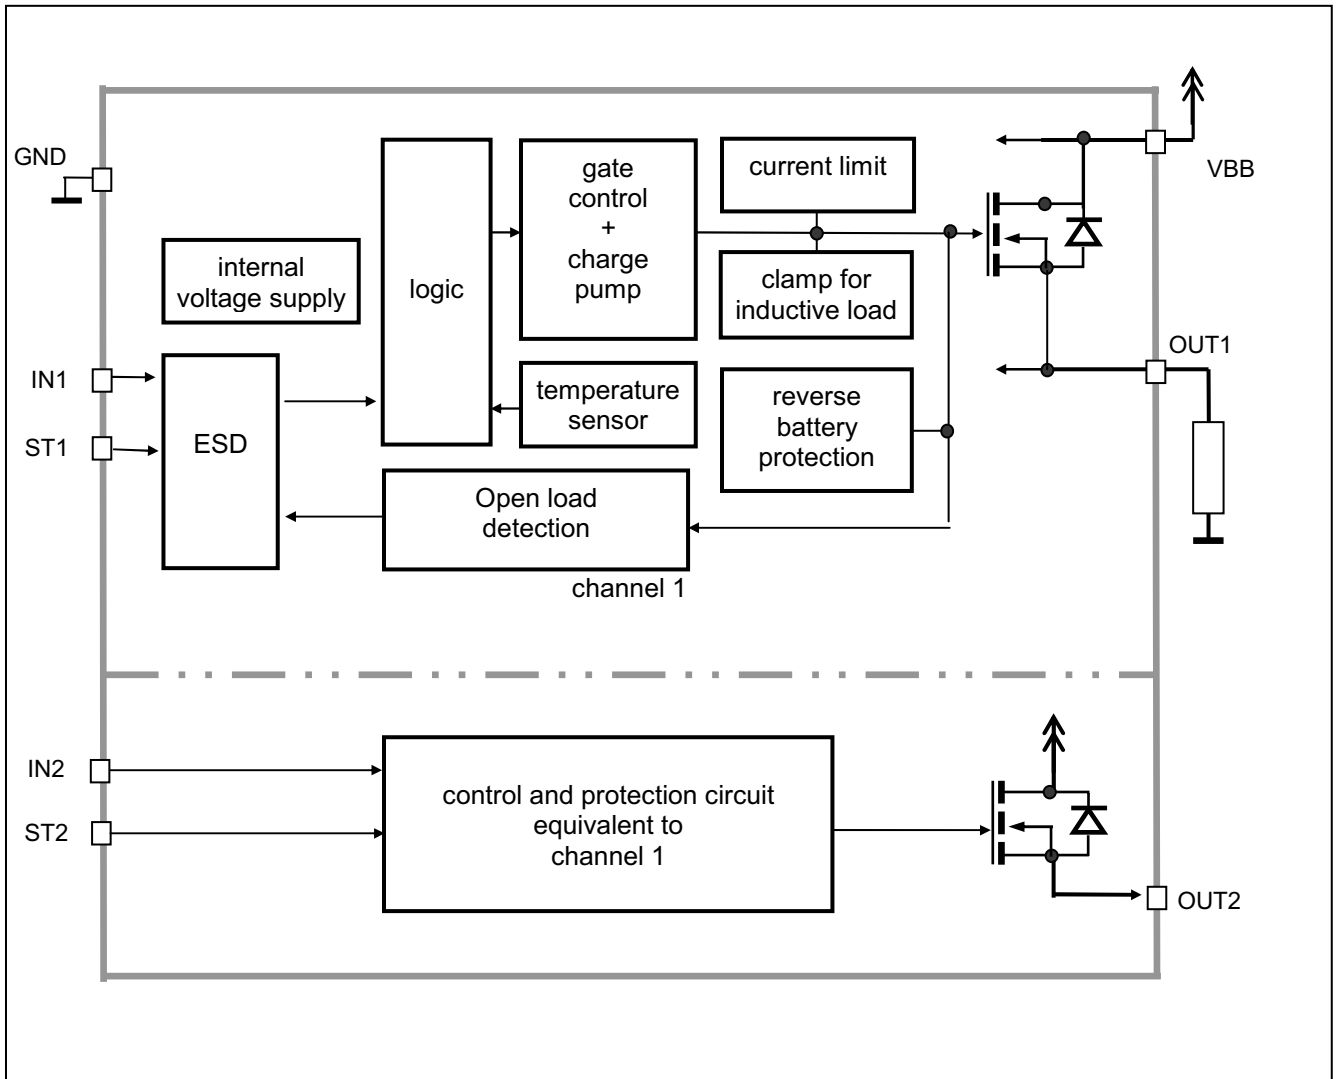 GND
VBB
internal
voltage supply
logic
gate
control
+
charge
pump
current limit
clamp for
inductive load
IN1
ST1
ESD
temperature
sensor
reverse
battery
protection
OUT1
Open load
detection
channel 1
IN2
ST2
control and protection circuit
equivalent to
channel 1
OUT2